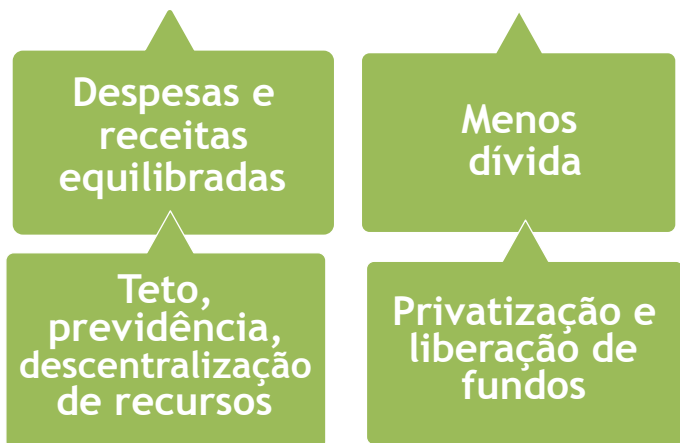 Despesas e
receitas
equilibradas
Menos
dívida
Teto,
previdência,
descentralização
de recursos
Privatização e
liberação de
fundos